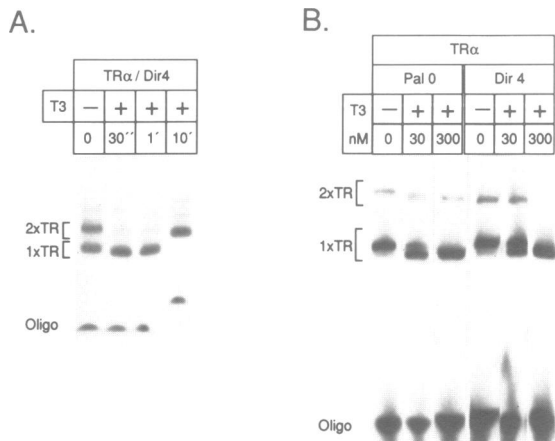 A.
TRα / Dir4
T3 — + + +
0 30´´ 1´ 10´
2xTR
1xTR
Oligo
B.
TRα
Pal 0 Dir 4
T3 — + + — + +
nM 0 30 300 0 30 300
2xTR
1xTR
Oligo